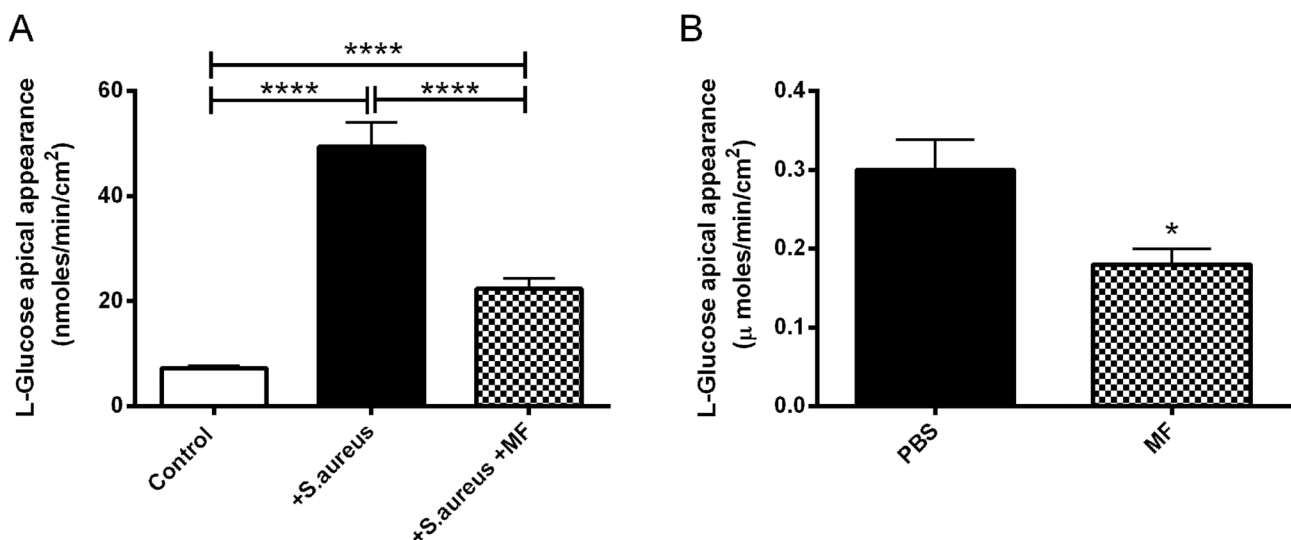 A
L-Glucose apical appearance
(nmoles/min/cm²)
60
40
20
0
****
****
****
Control
+S.aureus
+S.aureus +MF
B
L-Glucose apical appearance
(μ moles/min/cm²)
0.4
0.3
0.2
0.1
0.0
*
PBS
MF